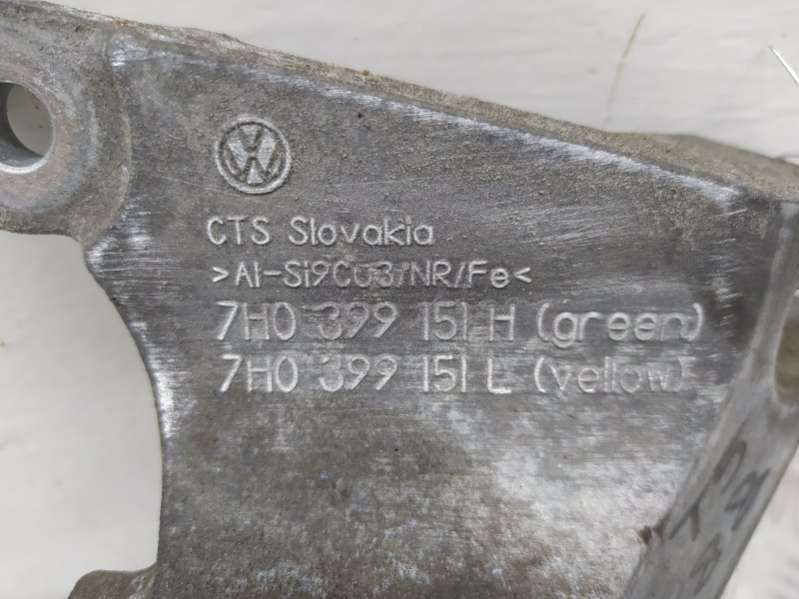 CTS Slovakia
>Al-Si9Cu3/NR/Fe<
7H0 399 151 H (green)
7H0 399 151 L (yellow)